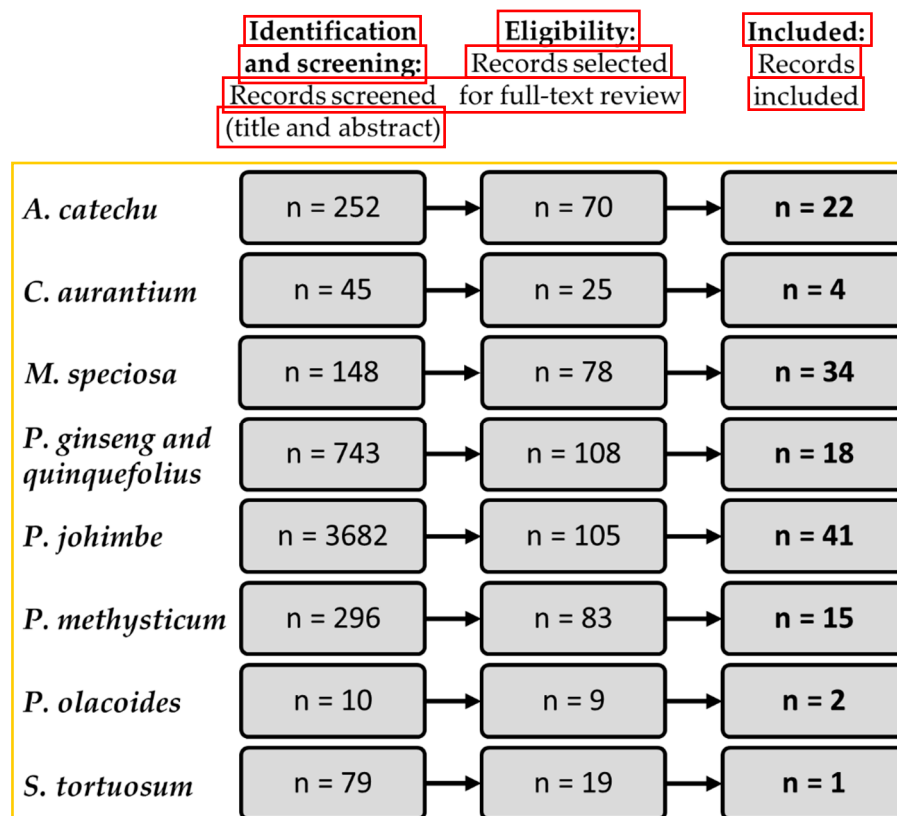 Identification
and screening:
Records screened
(title and abstract)
Eligibility:
Records selected
for full-text review
Included:
Records
included
A. catechu
n = 252
n = 70
n = 22
C. aurantium
n = 45
n = 25
n = 4
M. speciosa
n = 148
n = 78
n = 34
P. ginseng and
quinquefolius
n = 743
n = 108
n = 18
P. johimbe
n = 3682
n = 105
n = 41
P. methysticum
n = 296
n = 83
n = 15
P. olacoides
n = 10
n = 9
n = 2
S. tortuosum
n = 79
n = 19
n = 1